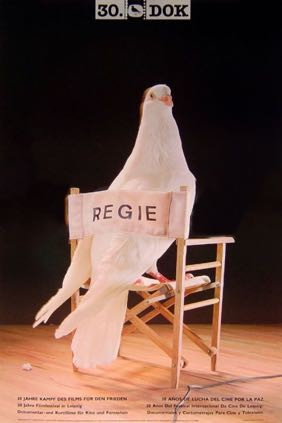 30. DOK
REGIE
30 JAHRE KAMPF DES FILMS FÜR DEN FRIEDEN
30 Jahre Filmfestival in Leipzig
Dokumentar- und Kurzfilme für Kino und Fernsehen
30 AÑOS DE LUCHA DEL CINE POR LA PAZ
30 Anos Del Festival Internacional De Cine De Leipzig
Documentales y Cortometrajes Para Cine y Television